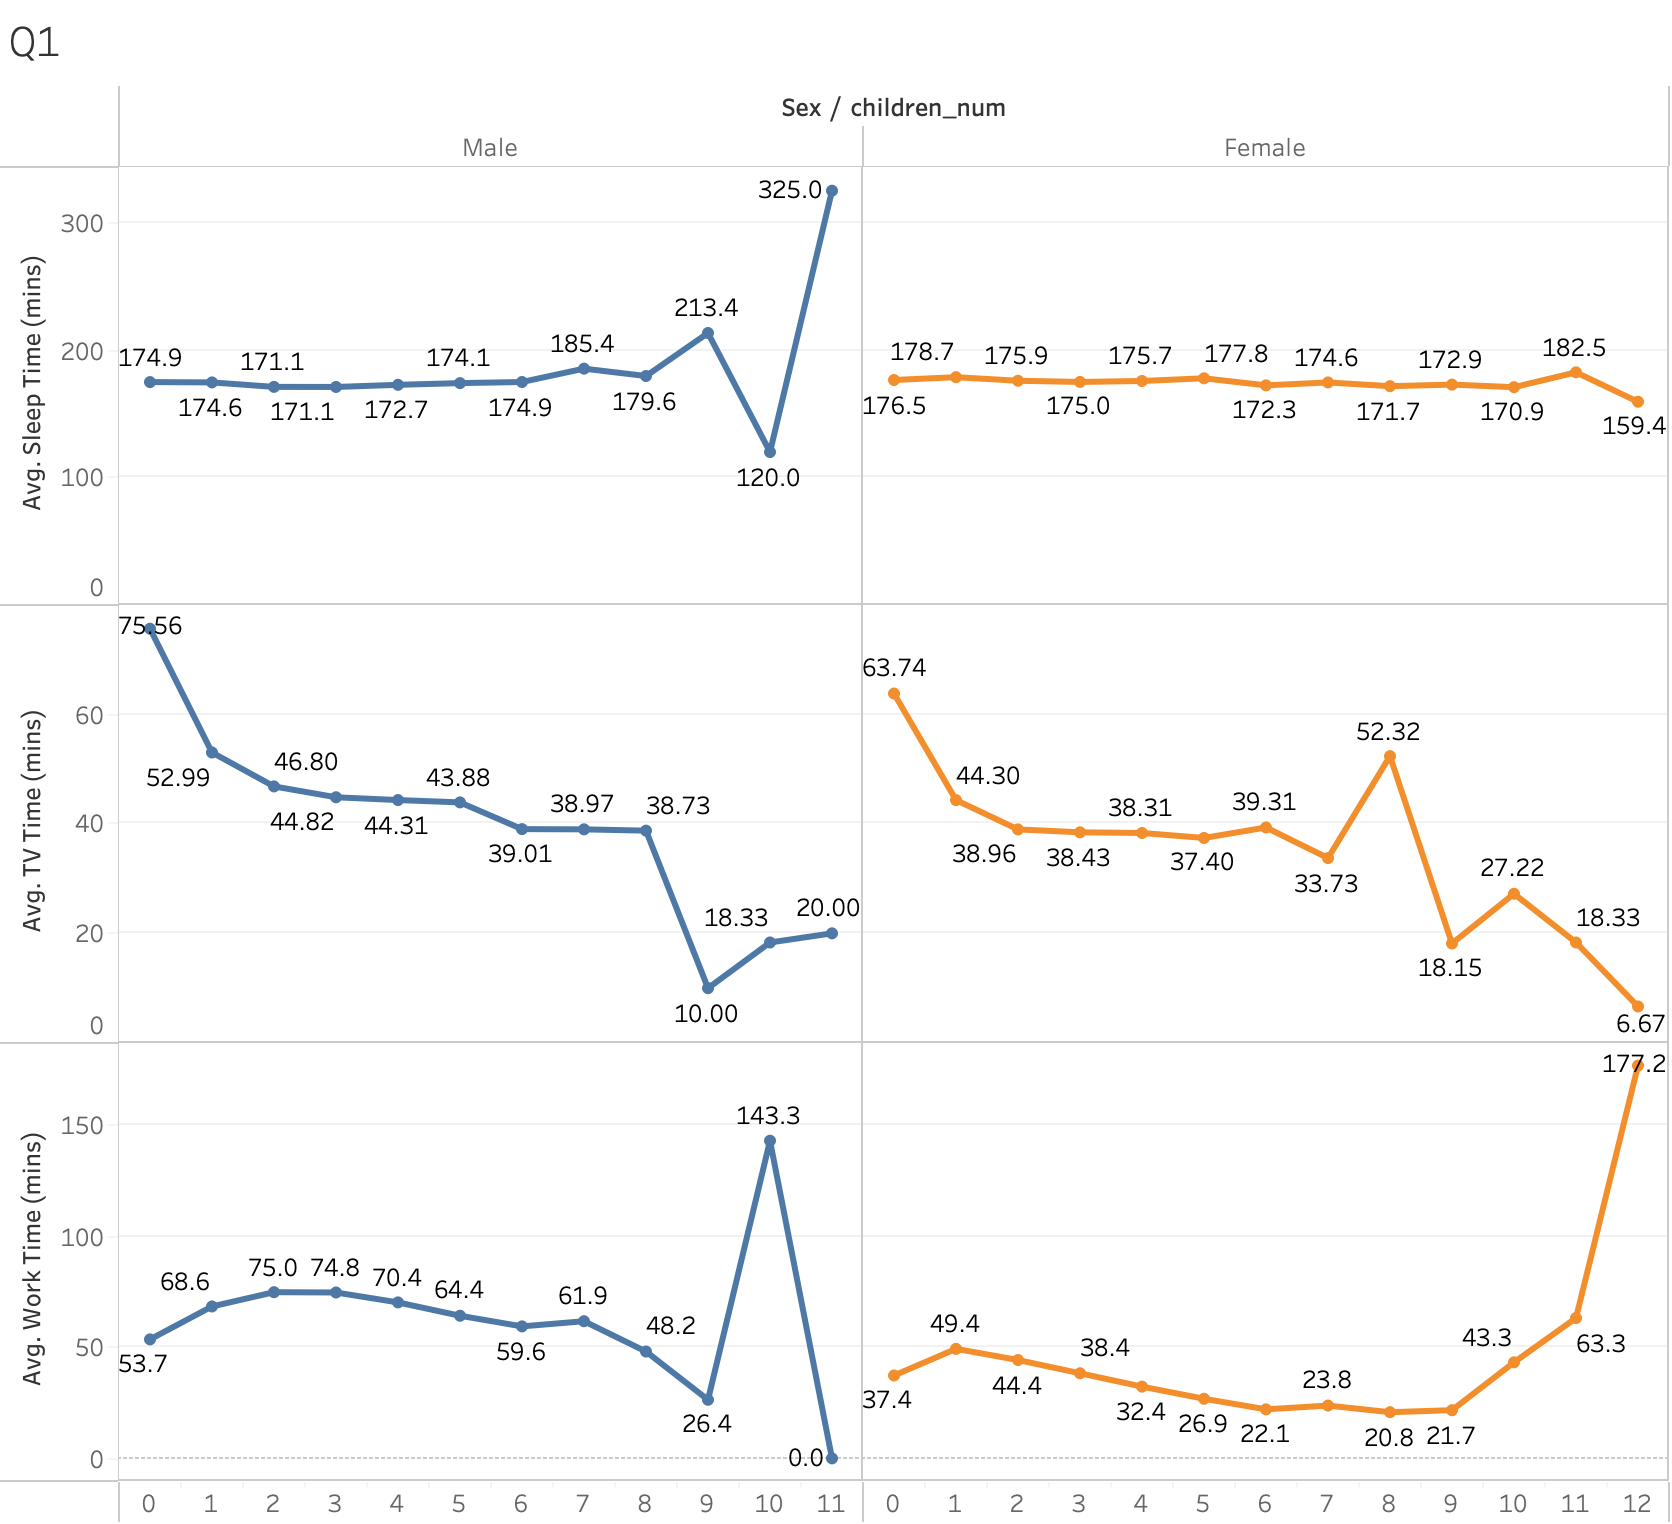 Q1
Sex / children_num
Male Female
Avg. Sleep Time (mins)
300
200
100
0
174.9 174.6 171.1 171.1 172.7 174.1 174.9 185.4 179.6 213.4 120.0 325.0
176.5 178.7 175.9 175.0 175.7 177.8 172.3 174.6 171.7 172.9 170.9 182.5 159.4
Avg. TV Time (mins)
60
40
20
0
75.56 52.99 46.80 44.82 44.31 43.88 39.01 38.97 38.73 10.00 18.33 20.00
63.74 44.30 38.96 38.43 38.31 37.40 39.31 33.73 52.32 18.15 27.22 18.33 6.67
Avg. Work Time (mins)
150
100
50
0
53.7 68.6 75.0 74.8 70.4 64.4 59.6 61.9 48.2 26.4 143.3 0.0
37.4 49.4 44.4 38.4 32.4 26.9 22.1 23.8 20.8 21.7 43.3 63.3 177.2
0 1 2 3 4 5 6 7 8 9 10 11 0 1 2 3 4 5 6 7 8 9 10 11 12